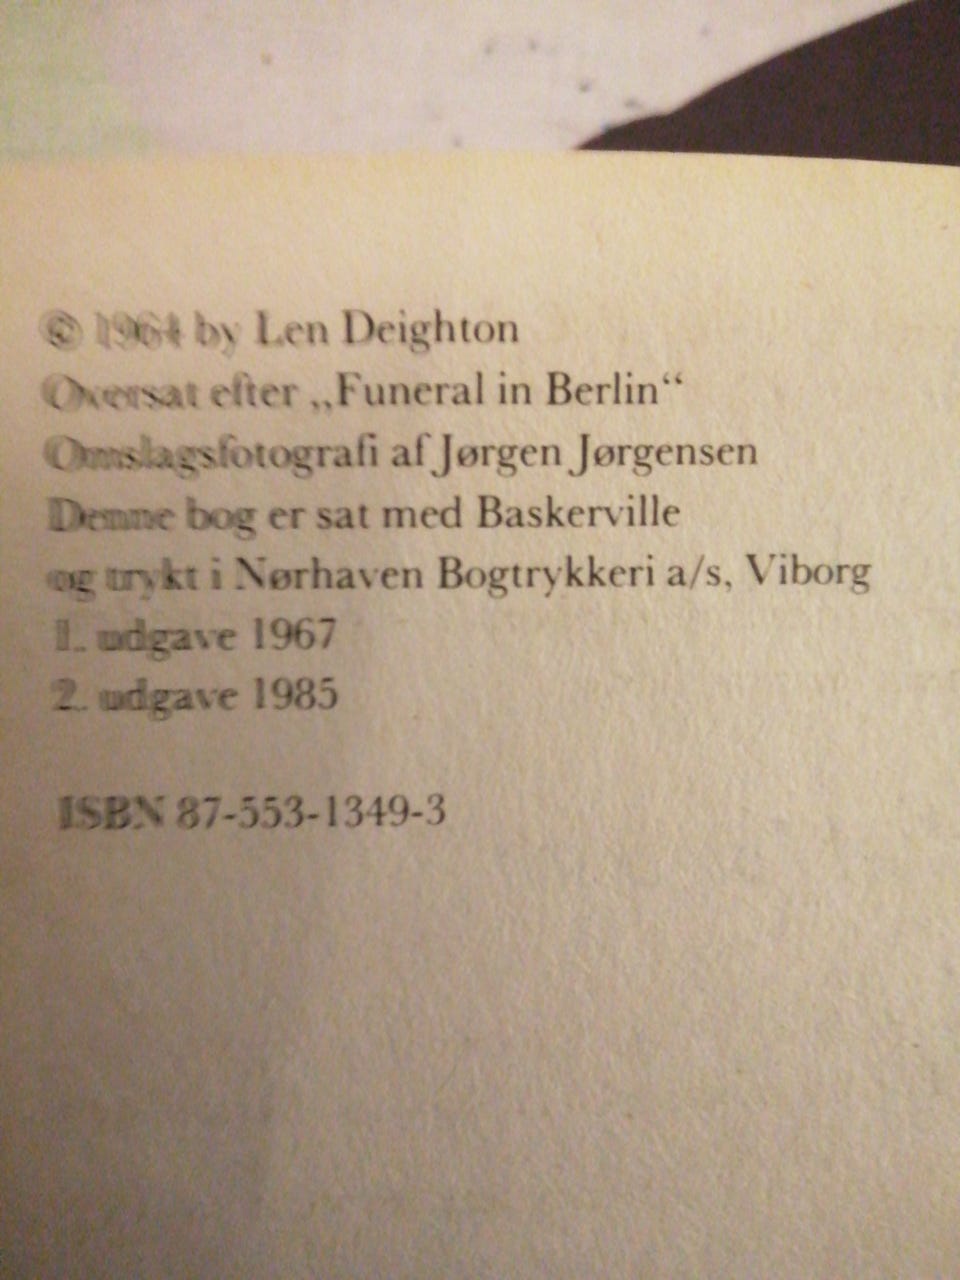 © 1964 by Len Deighton
Oversat efter „Funeral in Berlin“
Omslagsfotografi af Jørgen Jørgensen
Denne bog er sat med Baskerville
og trykt i Nørhaven Bogtrykkeri a/s, Viborg
1. udgave 1967
2. udgave 1985
ISBN 87-553-1349-3